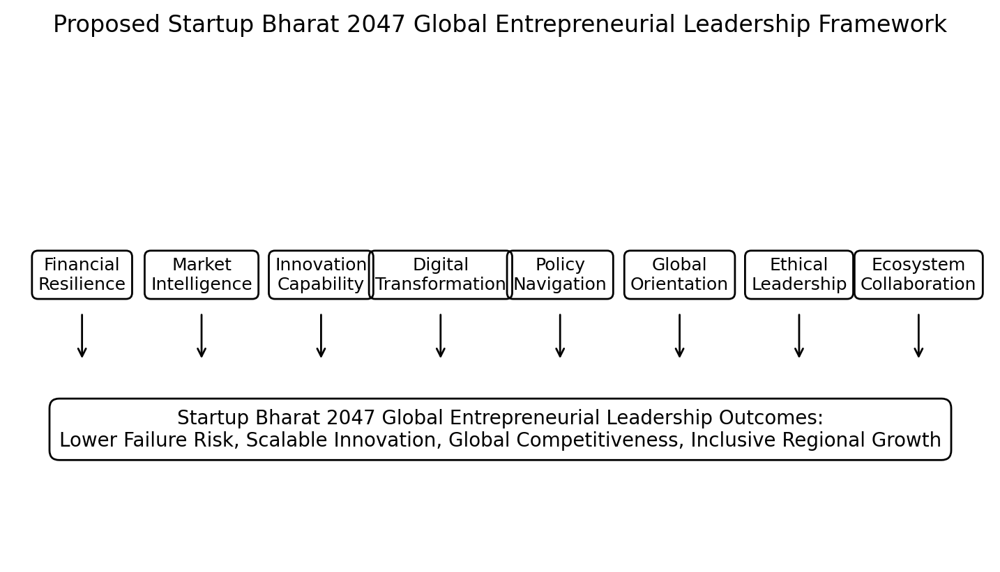 Proposed Startup Bharat 2047 Global Entrepreneurial Leadership Framework
Financial
Resilience
Market
Intelligence
Innovation
Capability
Digital
Transformation
Policy
Navigation
Global
Orientation
Ethical
Leadership
Ecosystem
Collaboration
Startup Bharat 2047 Global Entrepreneurial Leadership Outcomes:
Lower Failure Risk, Scalable Innovation, Global Competitiveness, Inclusive Regional Growth